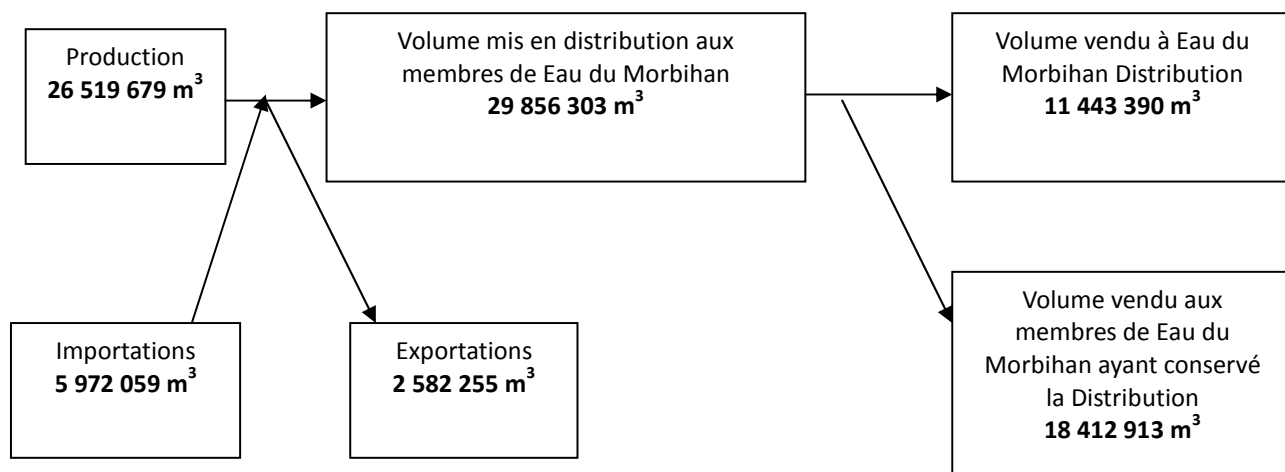 Production
26 519 679 m³
Volume mis en distribution aux
membres de Eau du Morbihan
29 856 303 m³
Volume vendu à Eau du
Morbihan Distribution
11 443 390 m³
Importations
5 972 059 m³
Exportations
2 582 255 m³
Volume vendu aux
membres de Eau du
Morbihan ayant conservé
la Distribution
18 412 913 m³